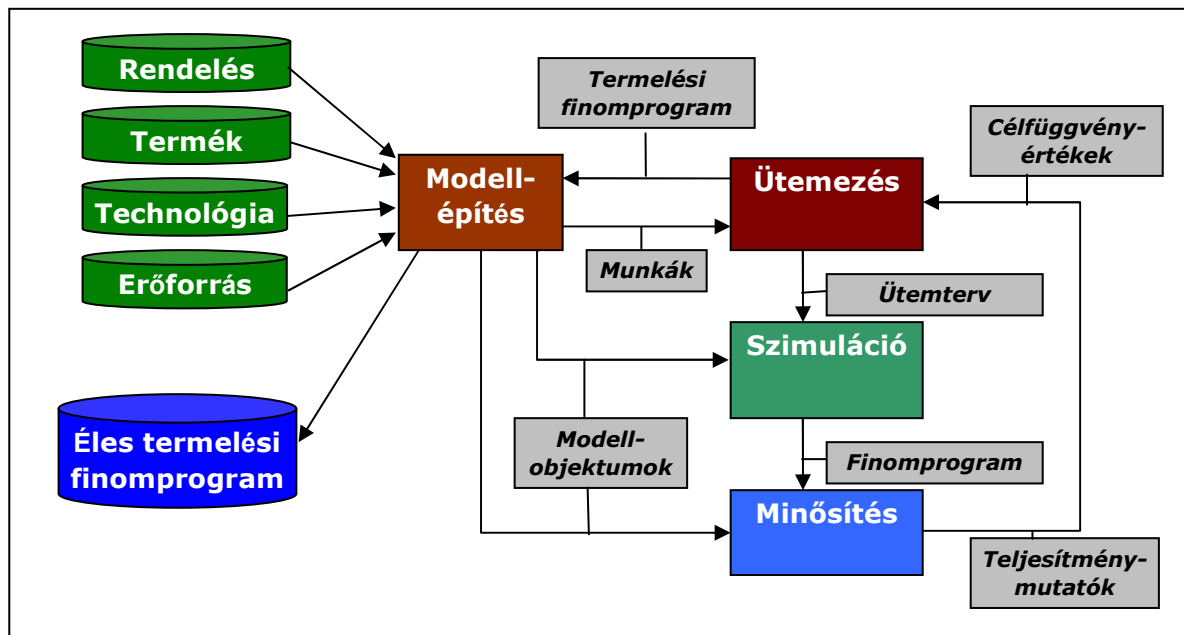 Rendelés
Termék
Technológia
Erőforrás
Éles termelési
finomprogram
Modell-
építés
Termelési
finomprogram
Munkák
Modell-
objektumok
Ütemezés
Ütemterv
Szimuláció
Finomprogram
Minősítés
Célfüggvény-
értékek
Teljesítmény-
mutatók